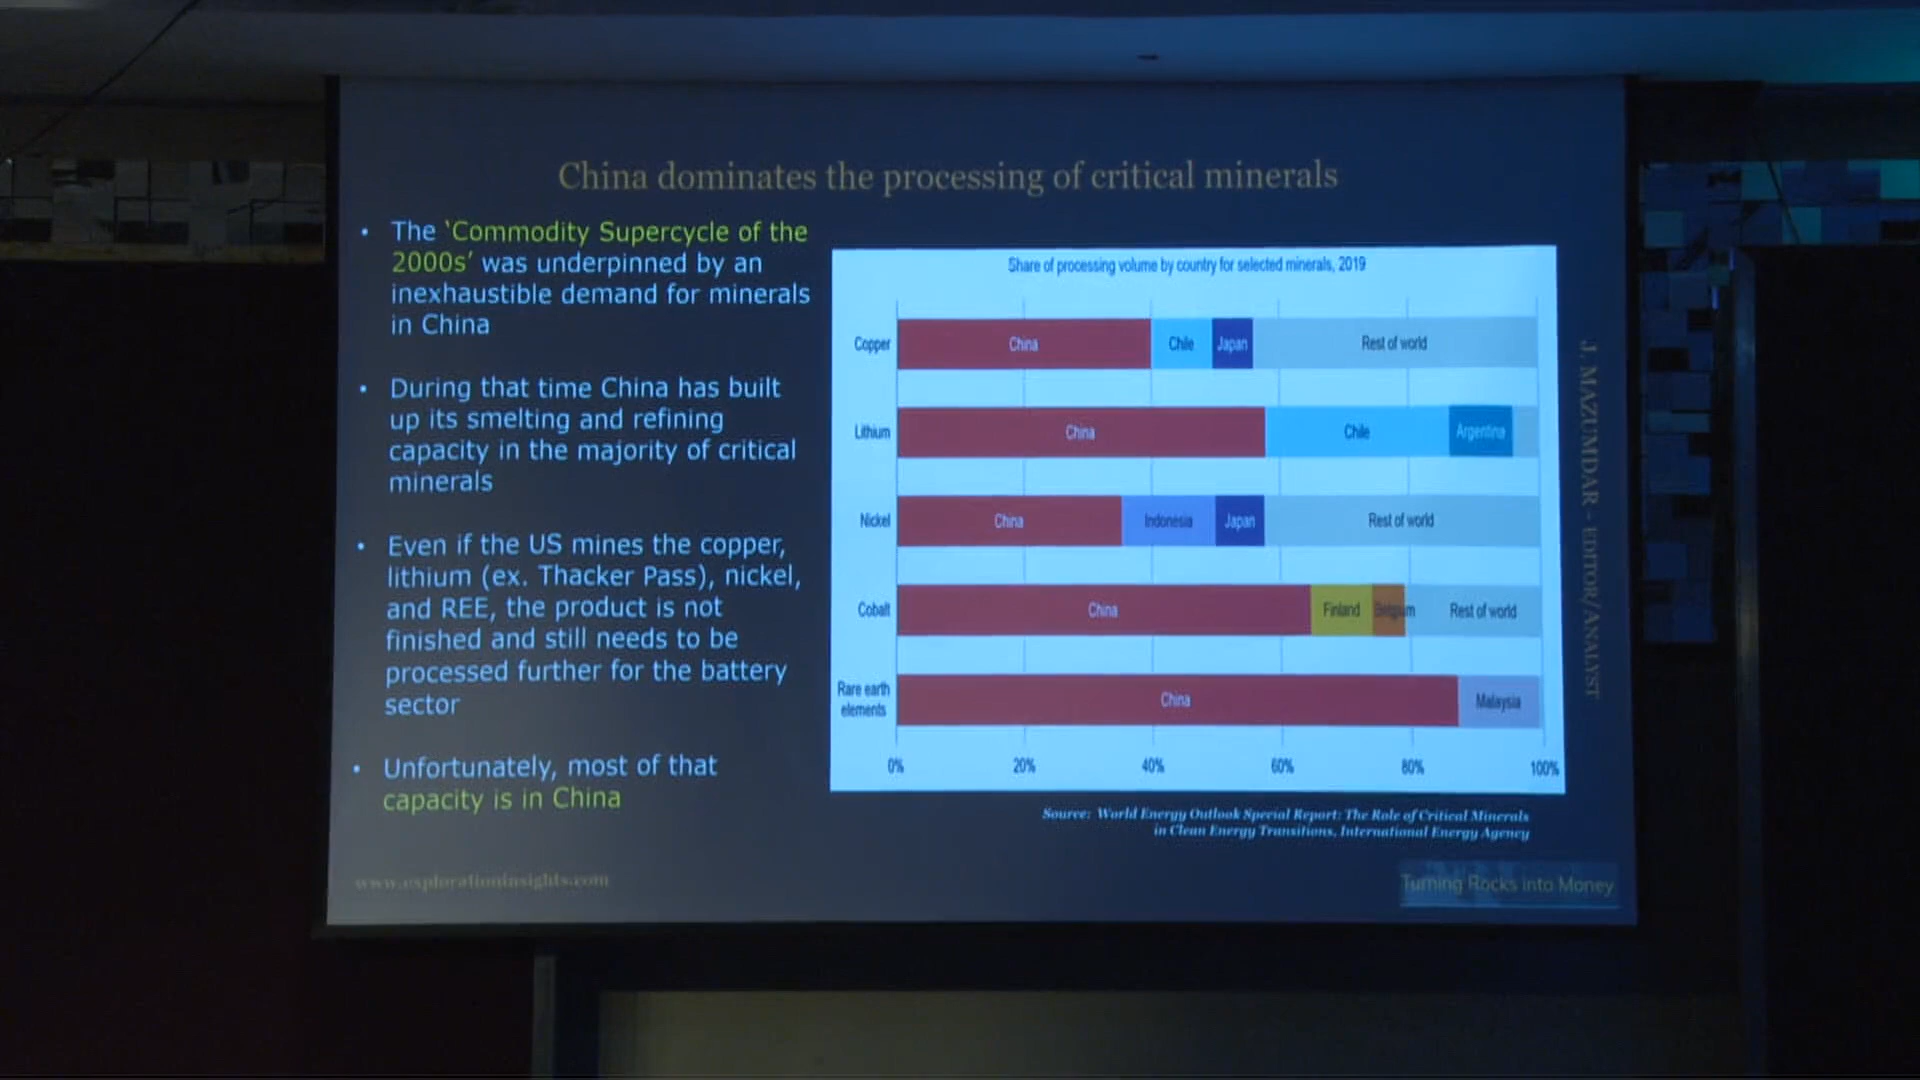 China dominates the processing of critical minerals
• The ‘Commodity Supercycle of the
2000s’ was underpinned by an
inexhaustible demand for minerals
in China
• During that time China has built
up its smelting and refining
capacity in the majority of critical
minerals
• Even if the US mines the copper,
lithium (ex. Thacker Pass), nickel,
and REE, the product is not
finished and still needs to be
processed further for the battery
sector
• Unfortunately, most of that
capacity is in China
Share of processing volume by country for selected minerals, 2019
Copper China Chile Japan Rest of world
Lithium China Chile Argentina
Nickel China Indonesia Japan Rest of world
Cobalt China Finland Belgium Rest of world
Rare earth
elements China Malaysia
0% 20% 40% 60% 80% 100%
Source: World Energy Outlook Special Report: The Role of Critical Minerals
in Clean Energy Transitions, International Energy Agency
J. MAZUMDAR - EDITOR/ANALYST
www.explorationinsights.com
Turning Rocks into Money